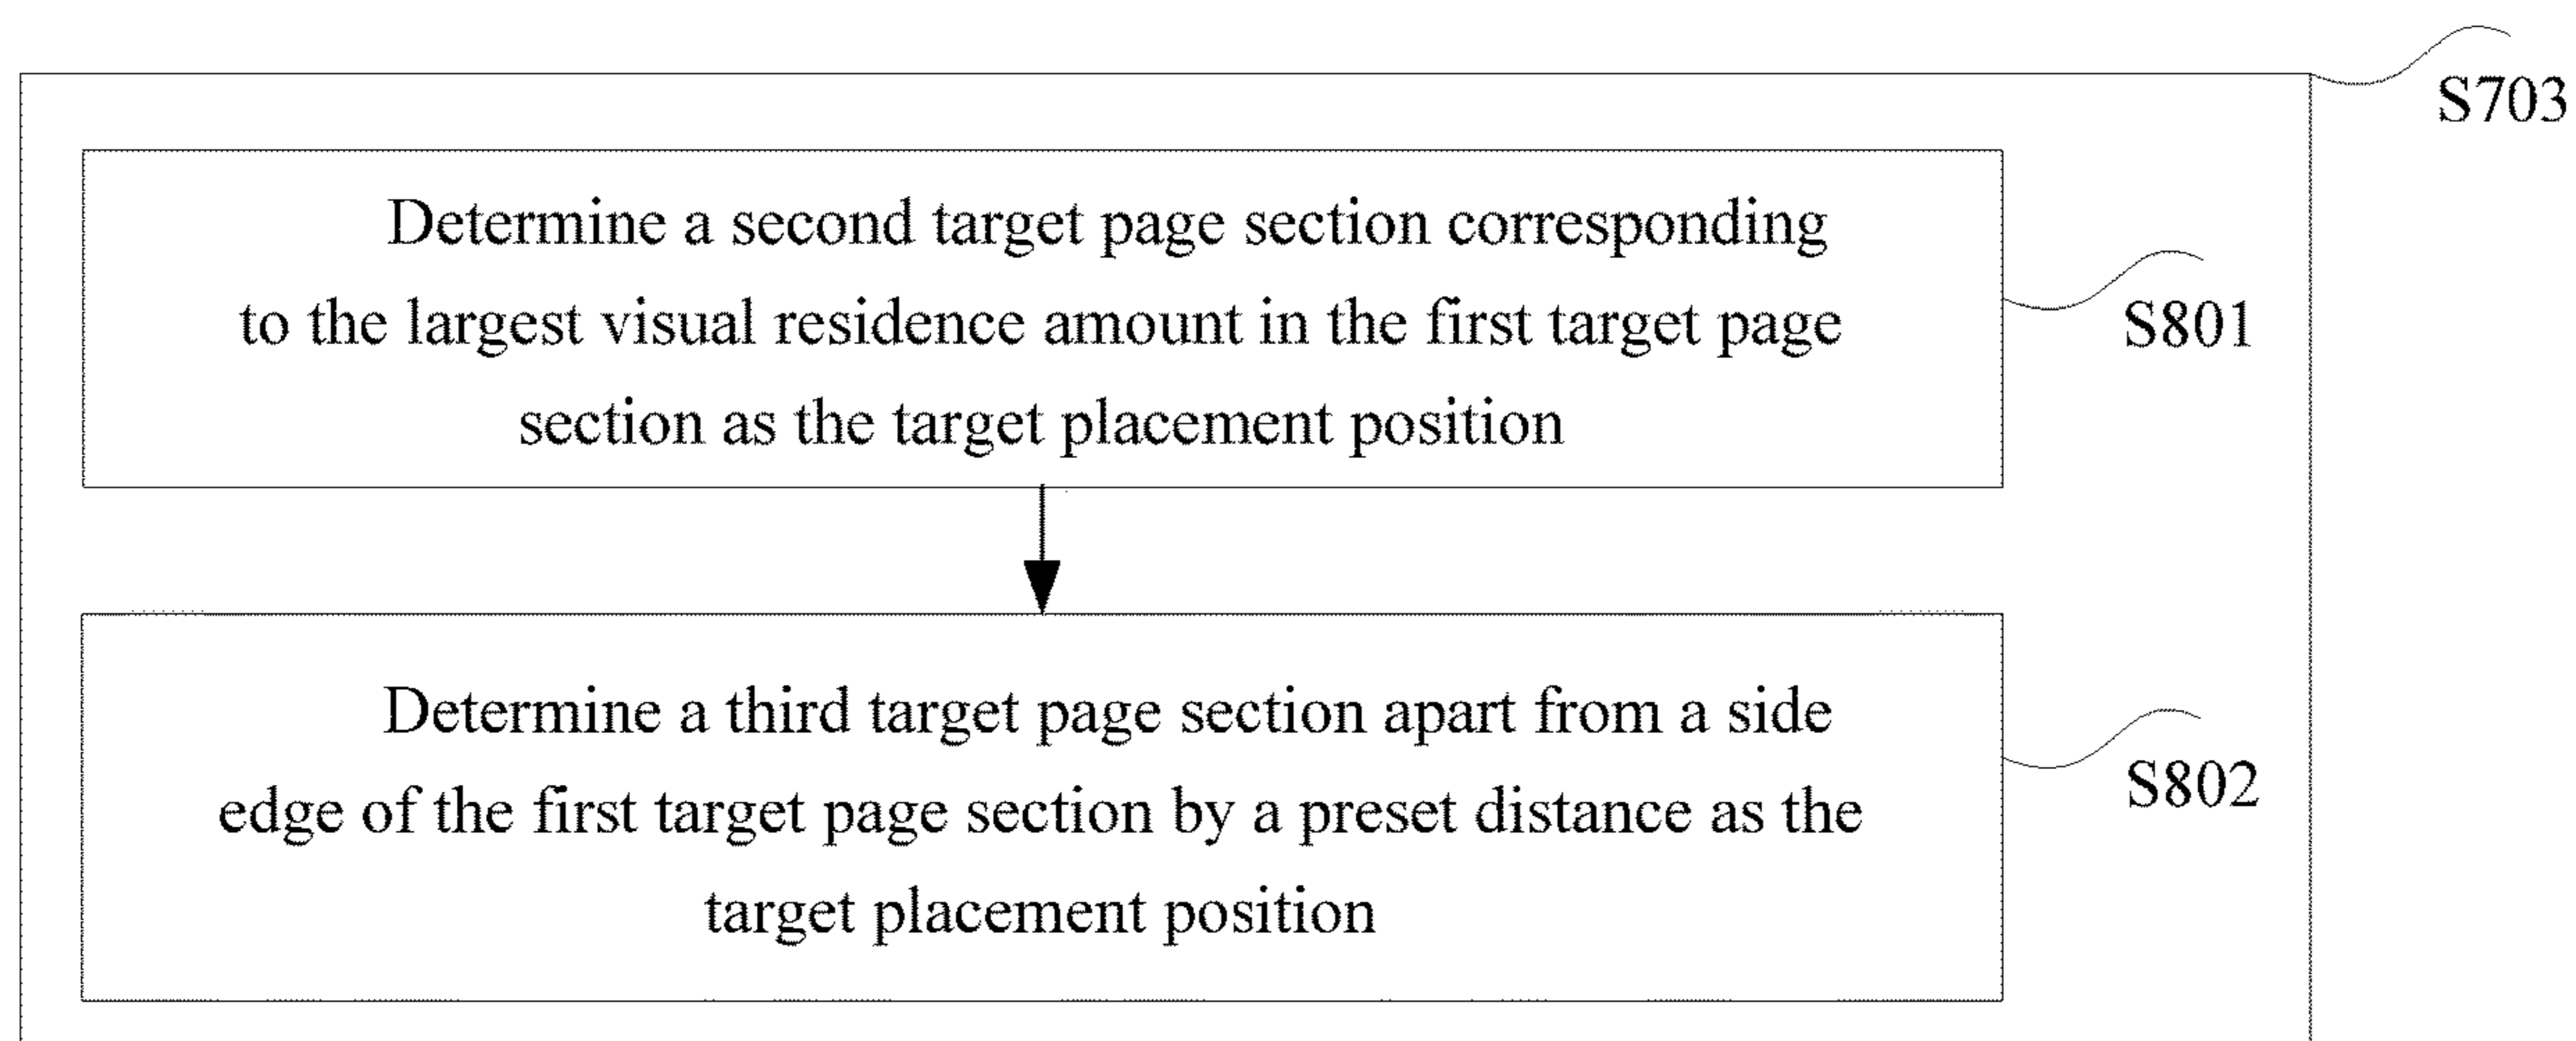 S703
Determine a second target page section corresponding
to the largest visual residence amount in the first target page
section as the target placement position
S801
Determine a third target page section apart from a side
edge of the first target page section by a preset distance as the
target placement position
S802